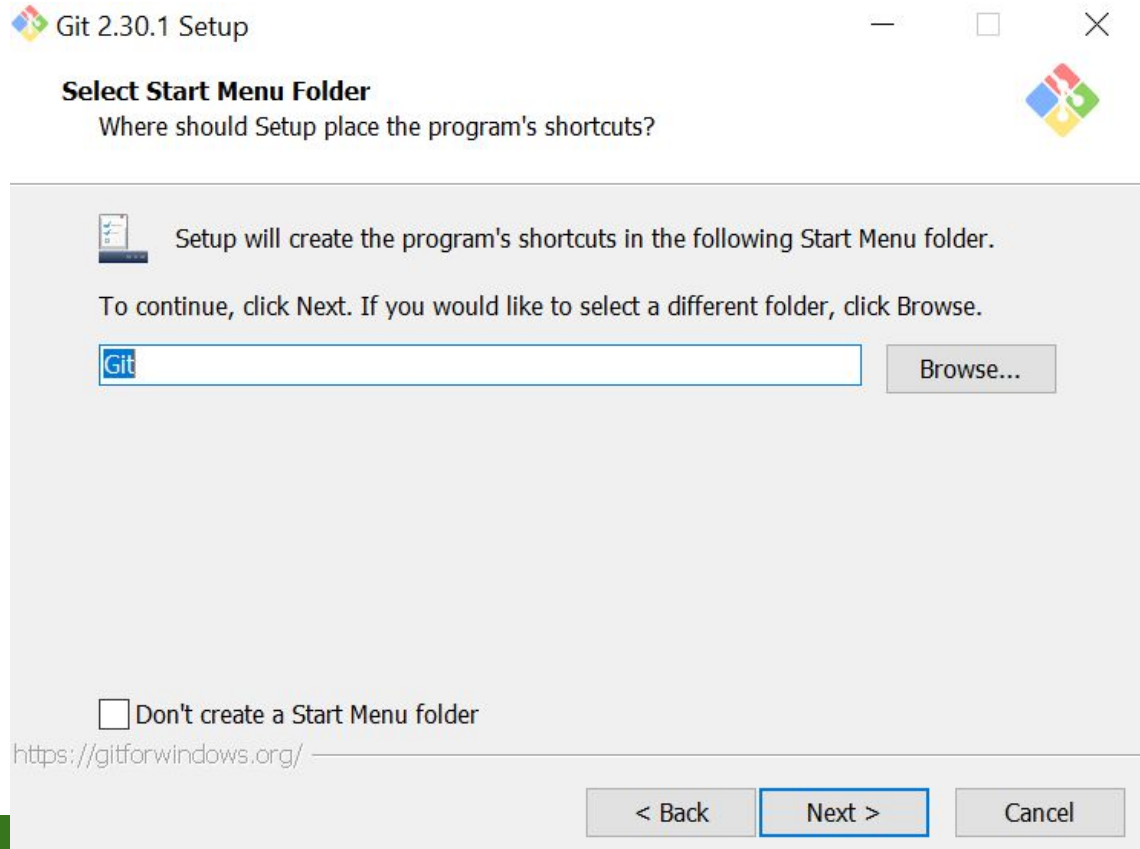 Git 2.30.1 Setup
Select Start Menu Folder
Where should Setup place the program's shortcuts?
Setup will create the program's shortcuts in the following Start Menu folder.
To continue, click Next. If you would like to select a different folder, click Browse.
Git
Browse...
Don't create a Start Menu folder
https://gitforwindows.org/
< Back
Next >
Cancel